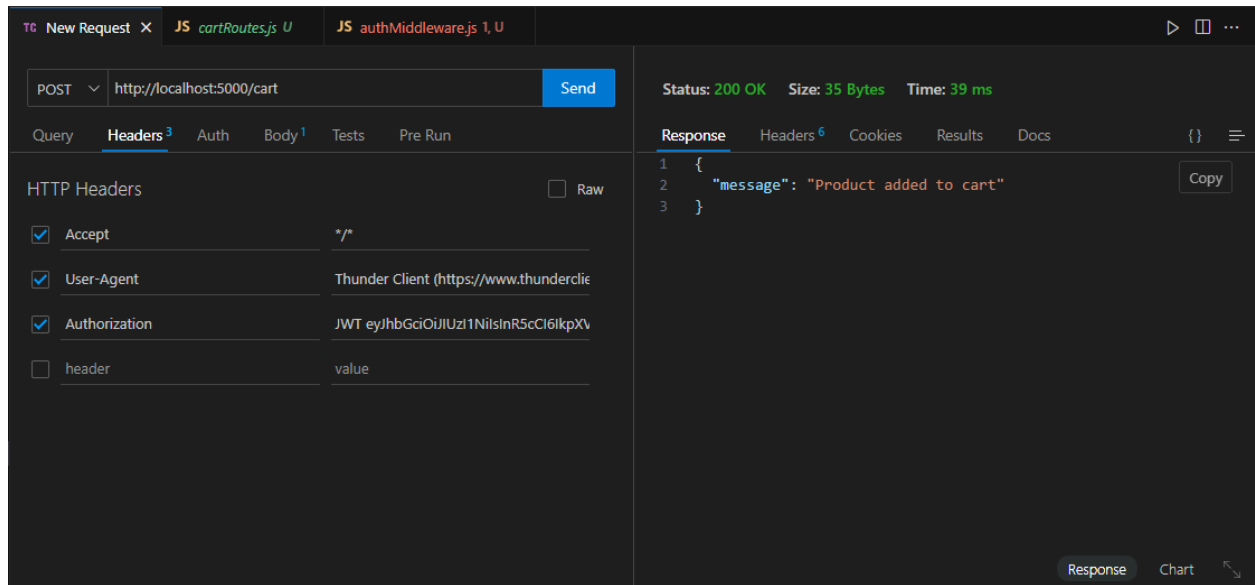 TC New Request X JS cartRoutes.js U JS authMiddleware.js 1, U
POST http://localhost:5000/cart Send
Status: 200 OK Size: 35 Bytes Time: 39 ms
Query Headers 3 Auth Body 1 Tests Pre Run
Response Headers 6 Cookies Results Docs {}
HTTP Headers Raw
1 {
2 "message": "Product added to cart"
3 }
Copy
Accept */*
User-Agent Thunder Client (https://www.thunderclie
Authorization JWT eyJhbGciOiJIUzI1NiIsInR5cCI6IkpXV
header value
Response Chart